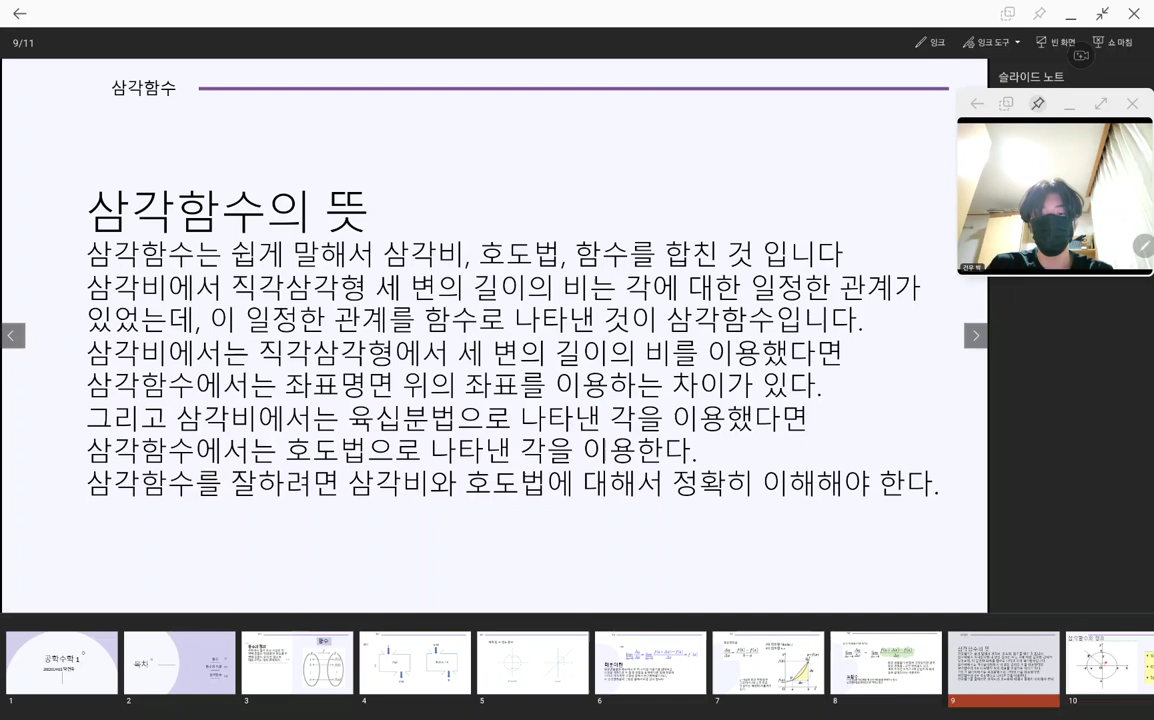 9/11
잉크
잉크 도구
빈 화면
쇼 마침
슬라이드 노트
삼각함수
삼각함수의 뜻
삼각함수는 쉽게 말해서 삼각비, 호도법, 함수를 합친 것 입니다
삼각비에서 직각삼각형 세 변의 길이의 비는 각에 대한 일정한 관계가
있었는데, 이 일정한 관계를 함수로 나타낸 것이 삼각함수입니다.
삼각비에서는 직각삼각형에서 세 변의 길이의 비를 이용했다면
삼각함수에서는 좌표명면 위의 좌표를 이용하는 차이가 있다.
그리고 삼각비에서는 육십분법으로 나타낸 각을 이용했다면
삼각함수에서는 호도법으로 나타낸 각을 이용한다.
삼각함수를 잘하려면 삼각비와 호도법에 대해서 정확히 이해해야 한다.
공학수학 1
목차
함수
1
2
3
4
5
6
7
8
9
10